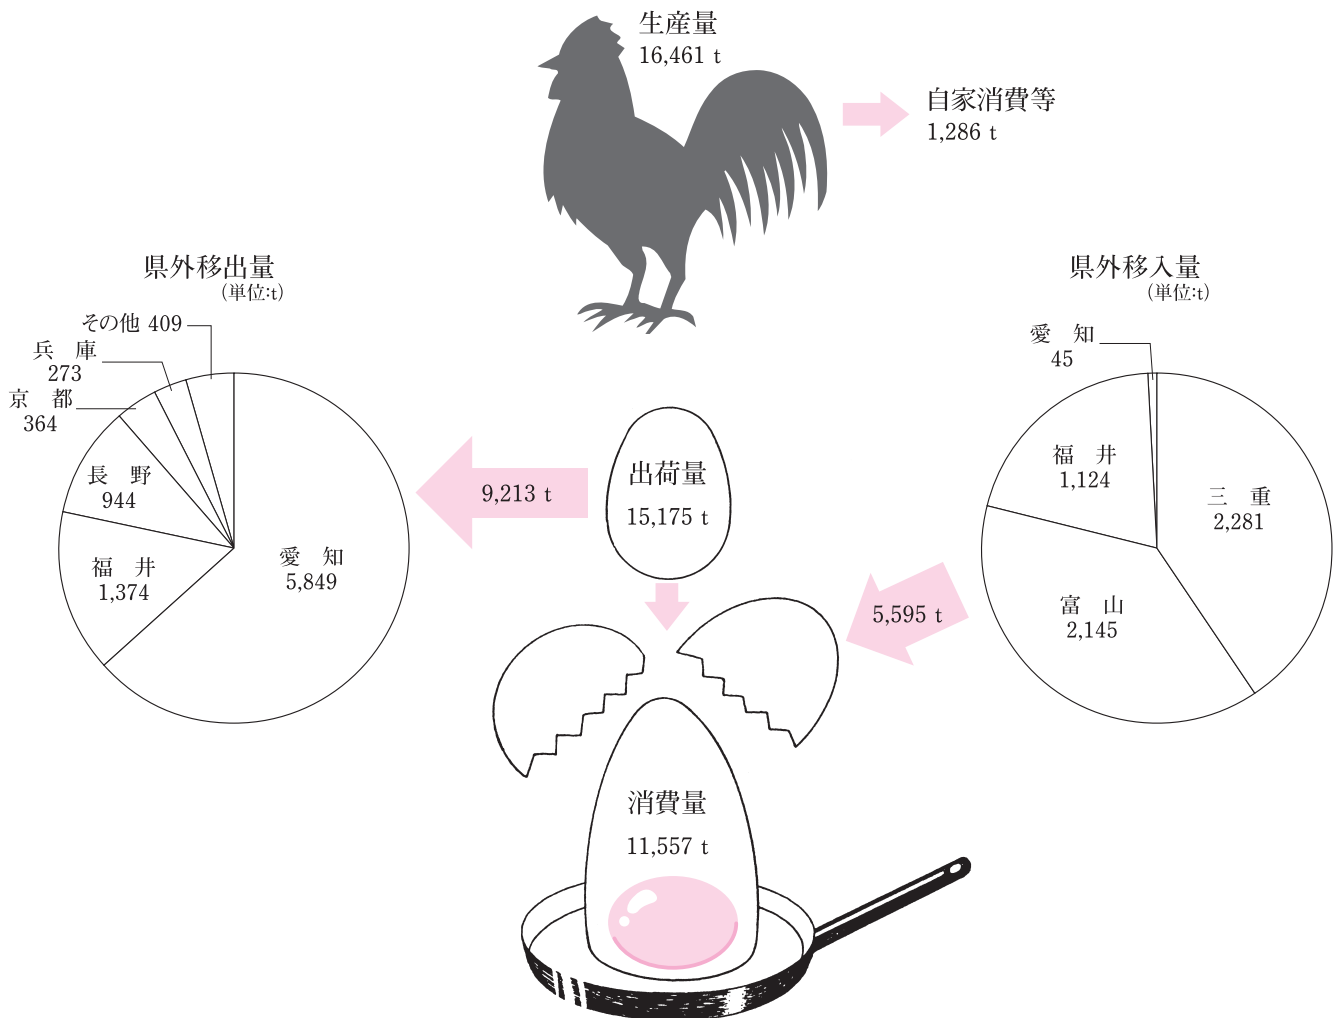 生産量
16,461 t
自家消費等
1,286 t
県外移出量
(単位:t)
その他 409
兵　庫
273
京　都
364
長　野
944
福　井
1,374
愛　知
5,849
9,213 t
出荷量
15,175 t
県外移入量
(単位:t)
愛　知
45
福　井
1,124
三　重
2,281
富　山
2,145
5,595 t
消費量
11,557 t